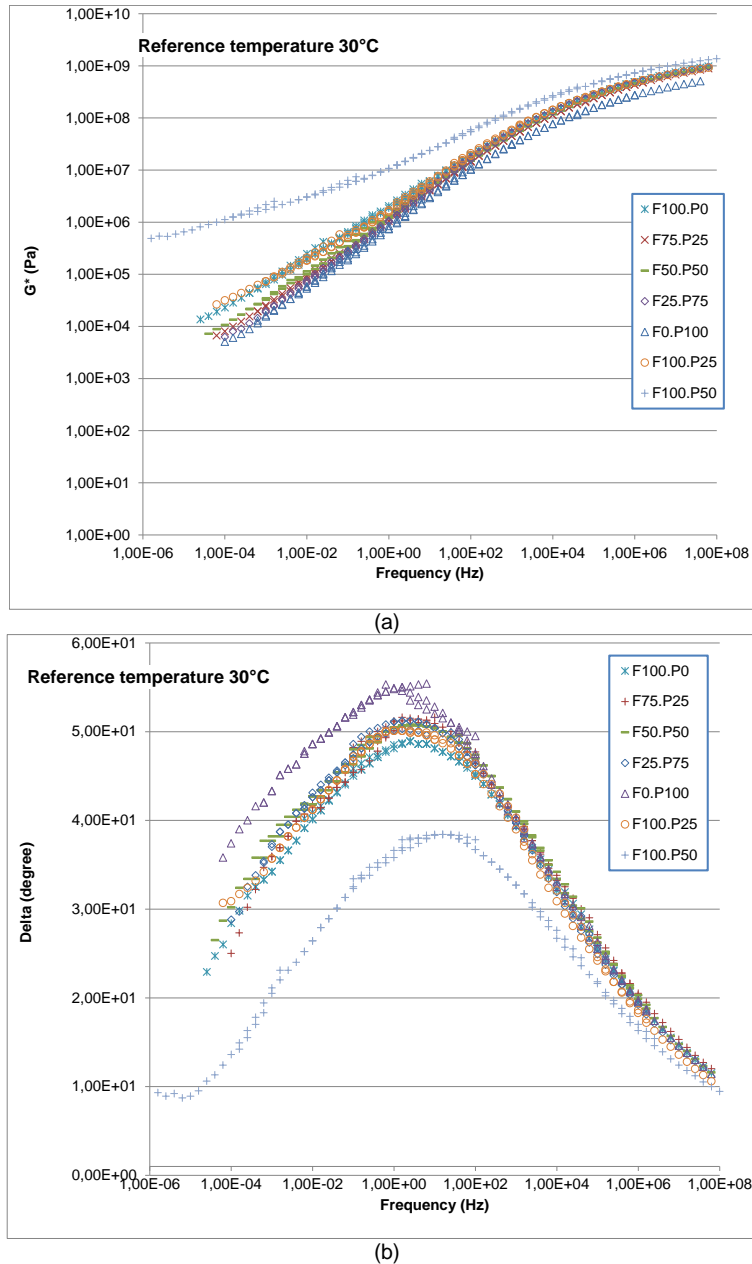 Reference temperature 30°C
1,00E+10
1,00E+09
1,00E+08
1,00E+07
1,00E+06
1,00E+05
1,00E+04
1,00E+03
1,00E+02
1,00E+01
1,00E+00
G* (Pa)
F100.P0
F75.P25
F50.P50
F25.P75
F0.P100
F100.P25
F100.P50
1,00E-06 1,00E-04 1,00E-02 1,00E+00 1,00E+02 1,00E+04 1,00E+06 1,00E+08
Frequency (Hz)
(a)
Reference temperature 30°C
6,00E+01
5,00E+01
4,00E+01
3,00E+01
2,00E+01
1,00E+01
0,00E+00
Delta (degree)
F100.P0
F75.P25
F50.P50
F25.P75
F0.P100
F100.P25
F100.P50
1,00E-06 1,00E-04 1,00E-02 1,00E+00 1,00E+02 1,00E+04 1,00E+06 1,00E+08
Frequency (Hz)
(b)